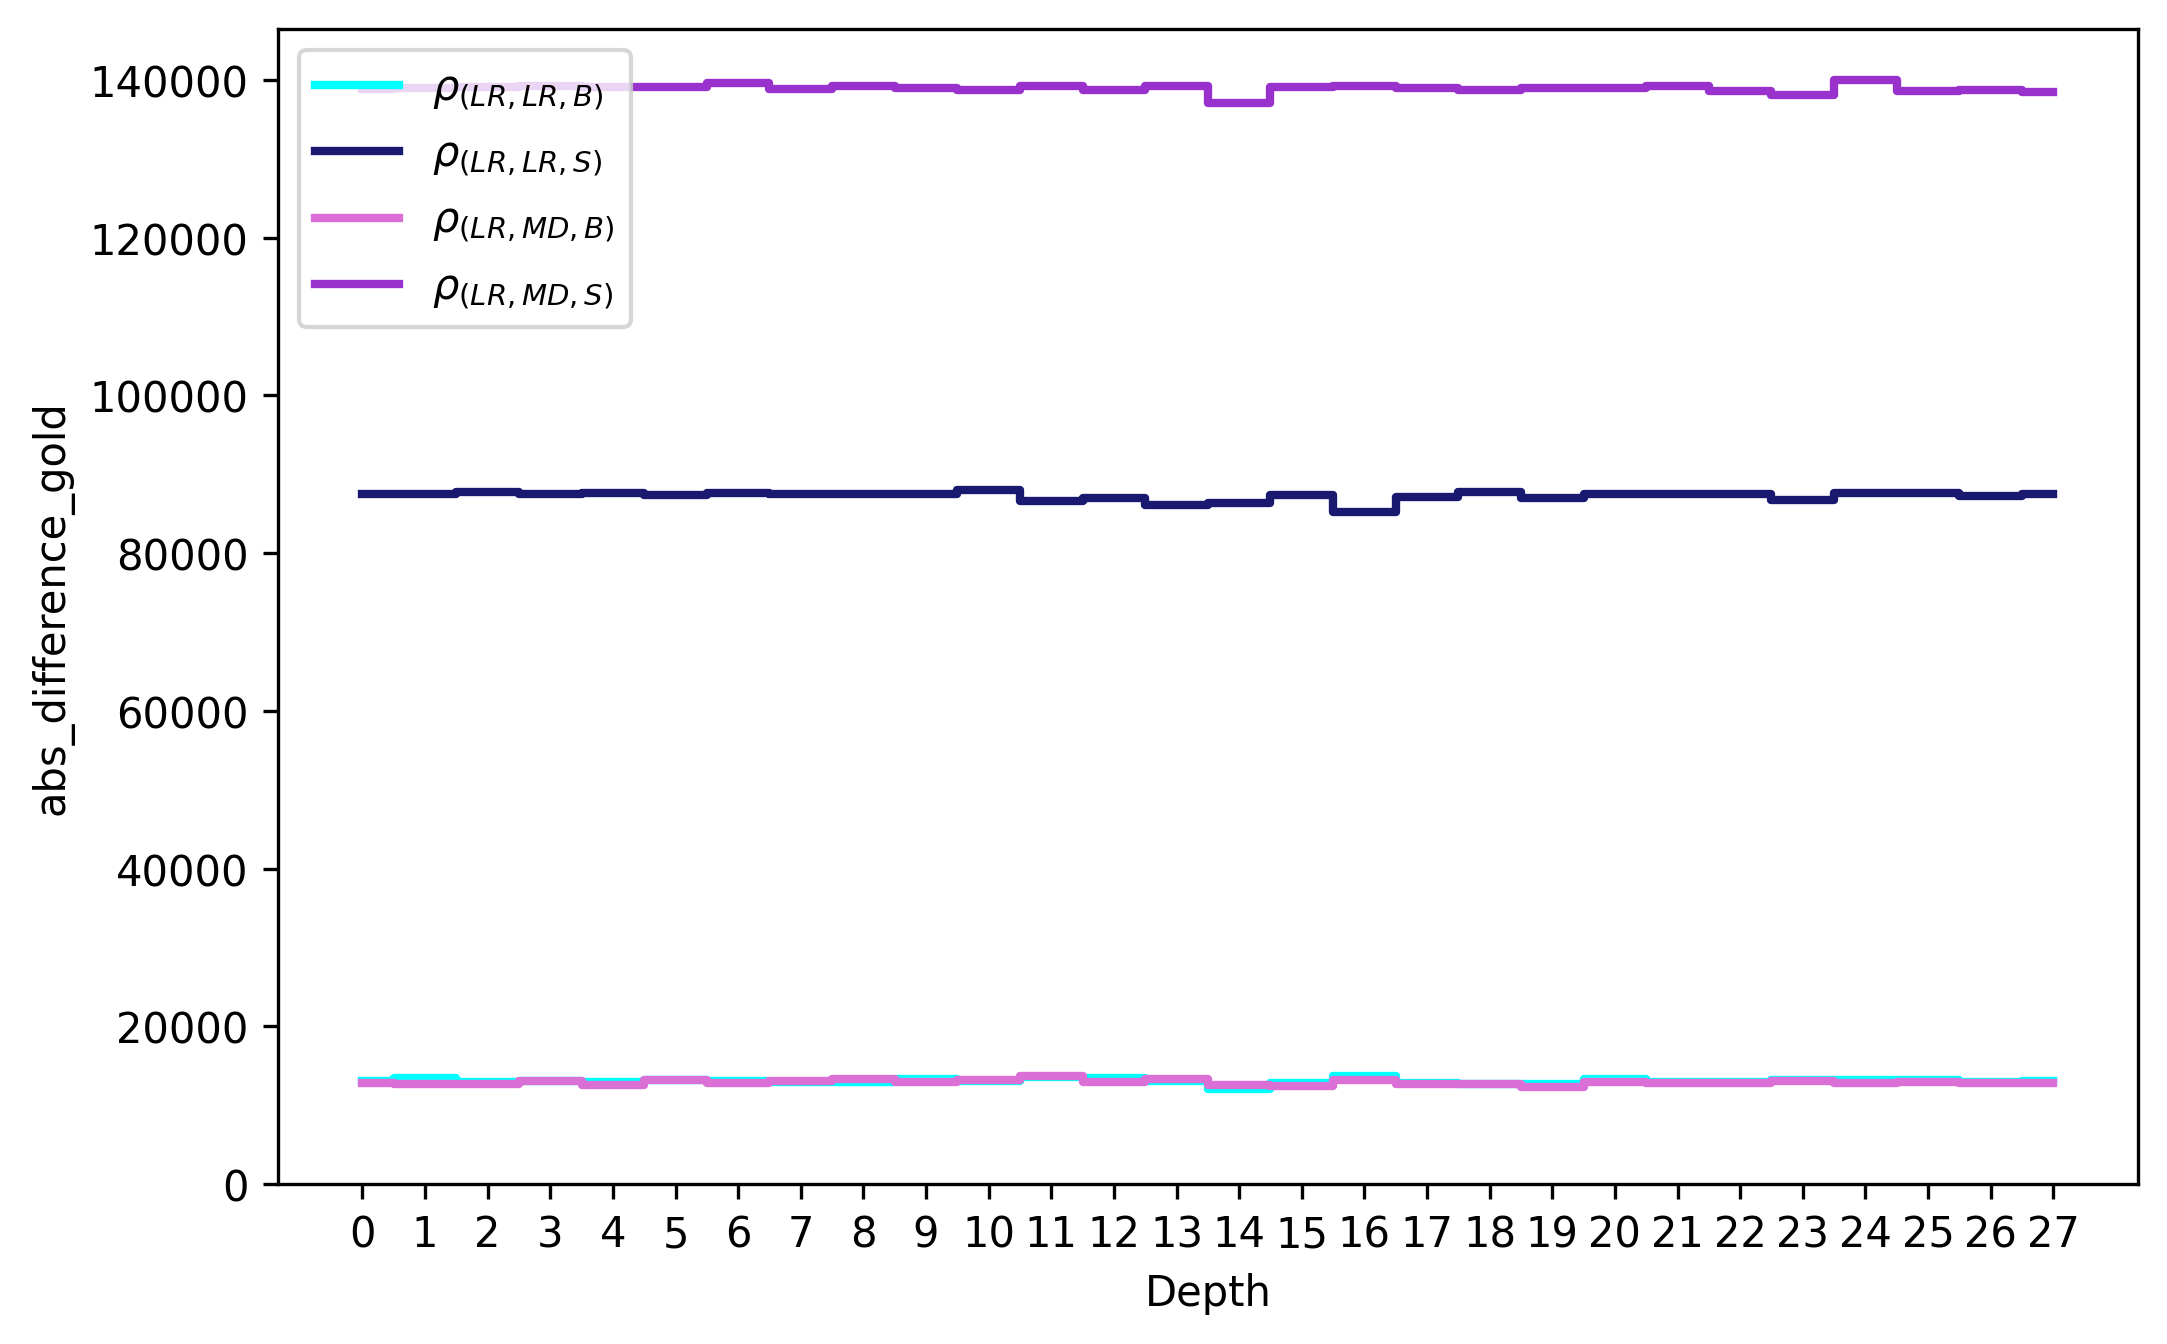 140000
120000
100000
80000
60000
40000
20000
0
abs_difference_gold
ρ(LR, LR, B)
ρ(LR, LR, S)
ρ(LR, MD, B)
ρ(LR, MD, S)
0 1 2 3 4 5 6 7 8 9 10 11 12 13 14 15 16 17 18 19 20 21 22 23 24 25 26 27
Depth